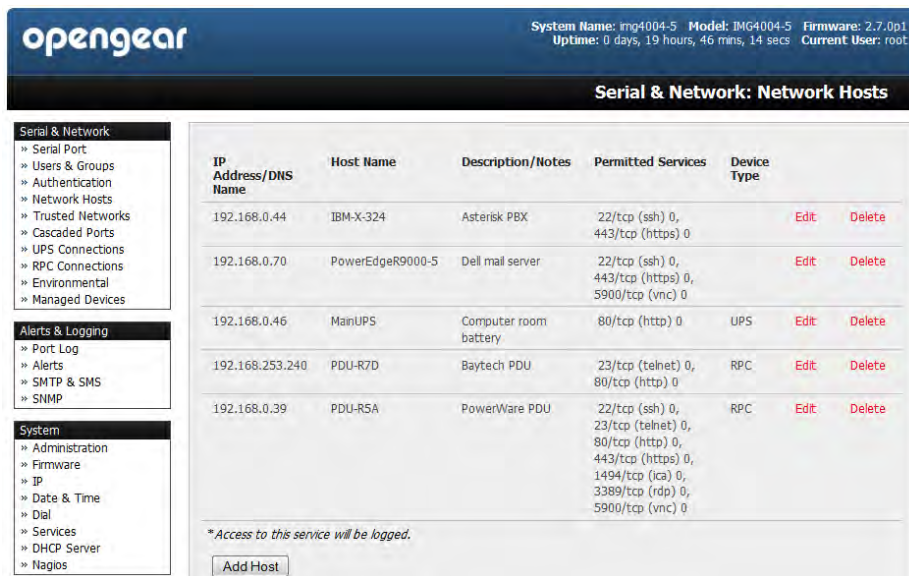 opengear
System Name: img4004-5 Model: IMG4004-5 Firmware: 2.7.0p1
Uptime: 0 days, 19 hours, 46 mins, 14 secs Current User: root
Serial & Network: Network Hosts
Serial & Network
» Serial Port
» Users & Groups
» Authentication
» Network Hosts
» Trusted Networks
» Cascaded Ports
» UPS Connections
» RPC Connections
» Environmental
» Managed Devices
Alerts & Logging
» Port Log
» Alerts
» SMTP & SMS
» SNMP
System
» Administration
» Firmware
» IP
» Date & Time
» Dial
» Services
» DHCP Server
» Nagios
IP Host Name Description/Notes Permitted Services Device
Address/DNS Type
Name
192.168.0.44 IBM-X-324 Asterisk PBX 22/tcp (ssh) 0, Edit Delete
443/tcp (https) 0
192.168.0.70 PowerEdgeR9000-5 Dell mail server 22/tcp (ssh) 0, Edit Delete
443/tcp (https) 0,
5900/tcp (vnc) 0
192.168.0.46 MainUPS Computer room 80/tcp (http) 0 UPS Edit Delete
battery
192.168.253.240 PDU-R7D Baytech PDU 23/tcp (telnet) 0, RPC Edit Delete
80/tcp (http) 0
192.168.0.39 PDU-R5A PowerWare PDU 22/tcp (ssh) 0, RPC Edit Delete
23/tcp (telnet) 0,
80/tcp (http) 0,
443/tcp (https) 0,
1494/tcp (ica) 0,
3389/tcp (rdp) 0,
5900/tcp (vnc) 0
*Access to this service will be logged.
Add Host